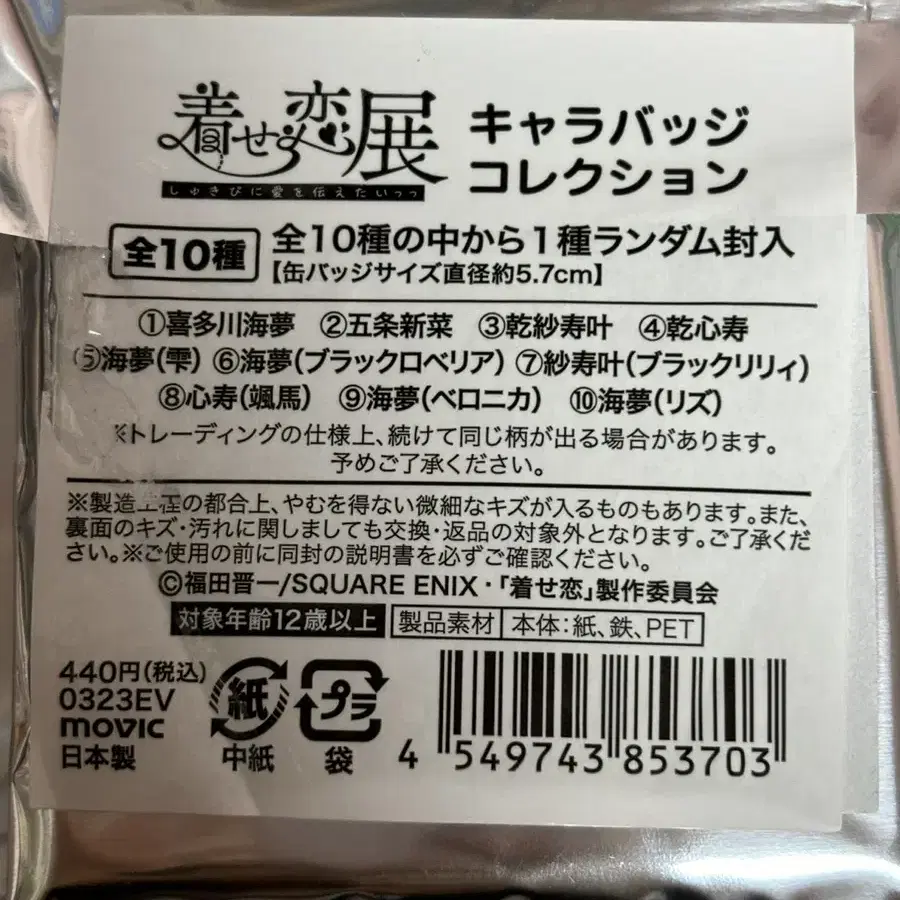 着せ恋展
しゅきぴに愛を伝えたいっっ
キャラバッジ
コレクション
全10種
全10種の中から1種ランダム封入
【缶バッジサイズ直径約5.7cm】
①喜多川海夢 ②五条新菜 ③乾紗寿叶 ④乾心寿
⑤海夢(雫) ⑥海夢(ブラックロベリア) ⑦紗寿叶(ブラックリリィ)
⑧心寿(颯馬) ⑨海夢(ベロニカ) ⑩海夢(リズ)
※トレーディングの仕様上、続けて同じ柄が出る場合があります。
予めご了承ください。
※製造工程の都合上、やむを得ない微細なキズが入るものもあります。また、
裏面のキズ・汚れに関しましても交換・返品の対象外となります。ご了承くだ
さい。※ご使用の前に同封の説明書を必ずご確認ください。
©福田晋一/SQUARE ENIX・「着せ恋」製作委員会
対象年齢12歳以上 製品素材 本体:紙、鉄、PET
440円(税込)
0323EV
movic
日本製
紙
中紙
プラ
袋
4 549743 853703